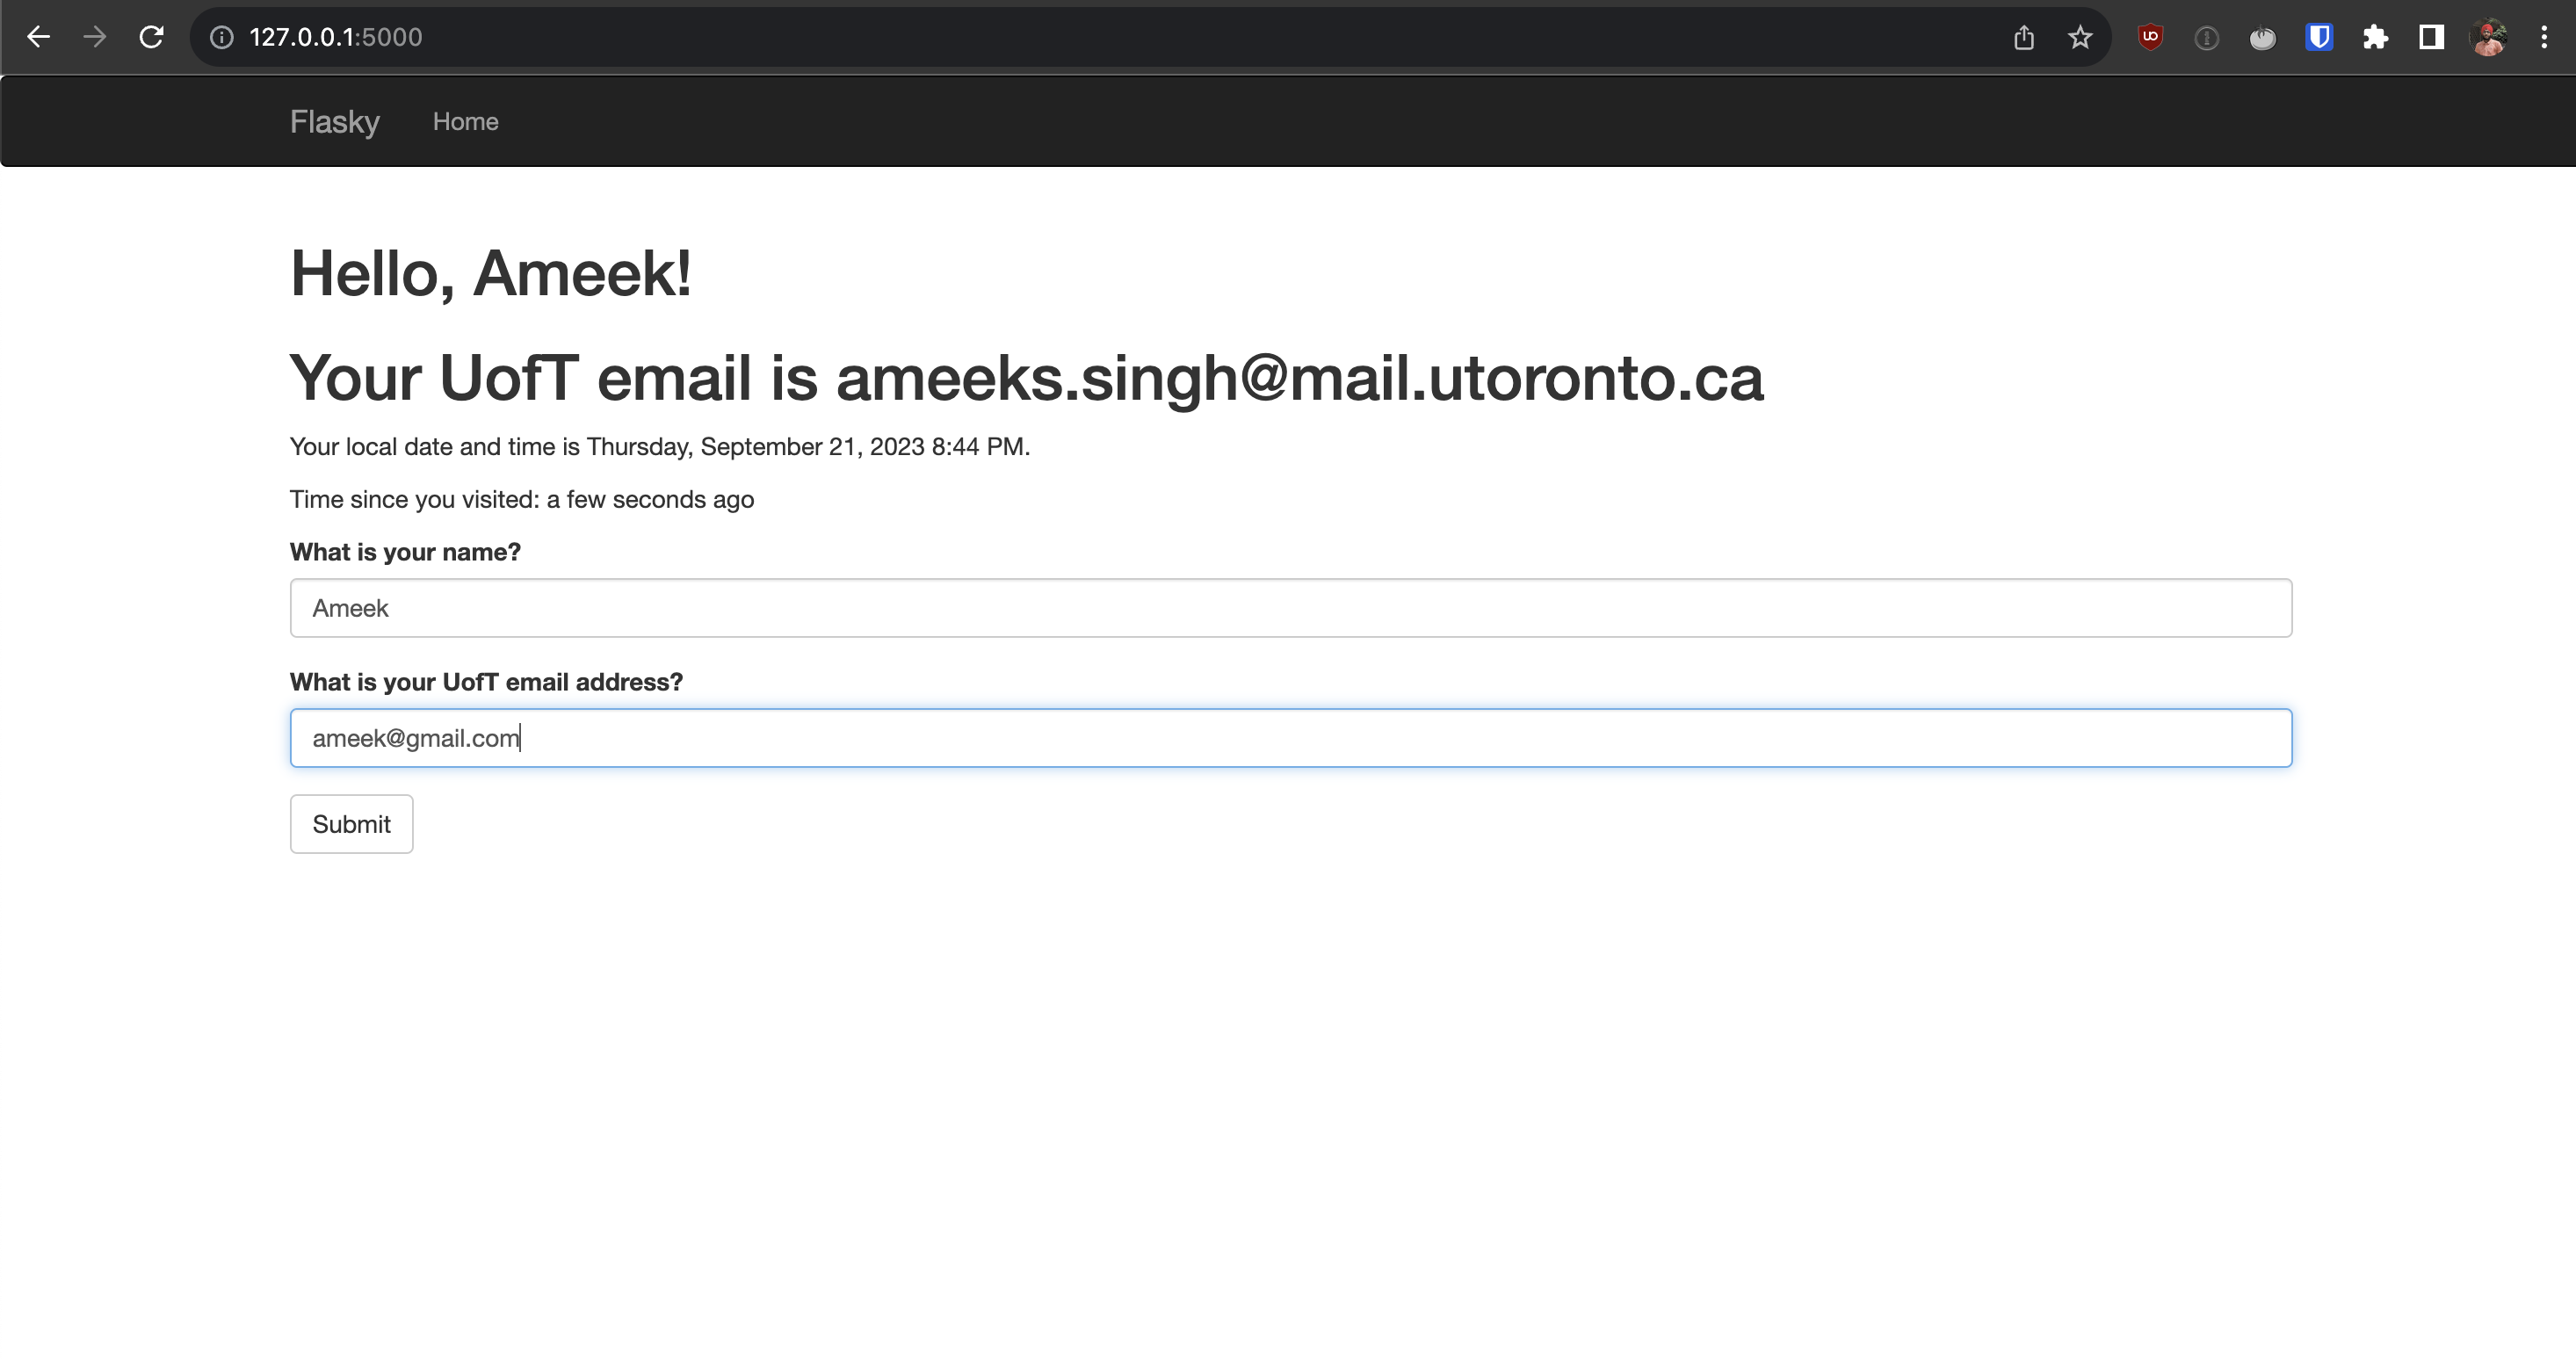 127.0.0.1:5000
Flasky Home
Hello, Ameek!
Your UofT email is ameeks.singh@mail.utoronto.ca
Your local date and time is Thursday, September 21, 2023 8:44 PM.
Time since you visited: a few seconds ago
What is your name?
Ameek
What is your UofT email address?
ameek@gmail.com
Submit